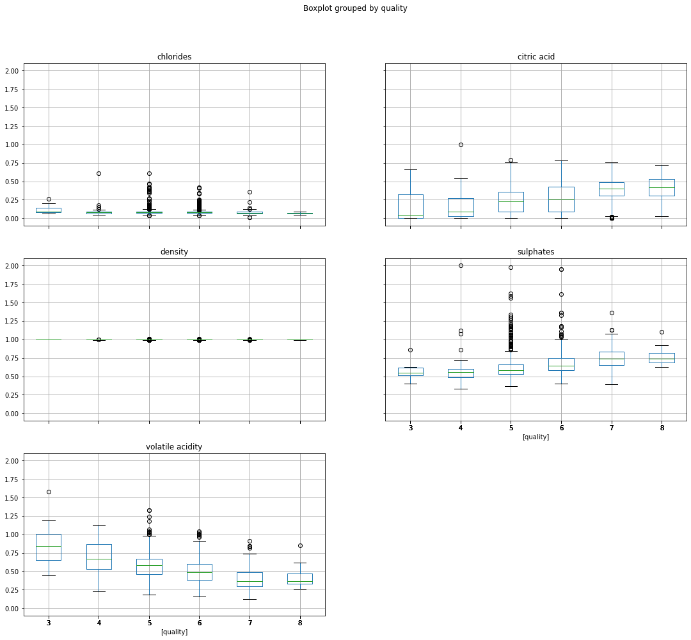 Boxplot grouped by quality
chlorides
2.00
1.75
1.50
1.25
1.00
0.75
0.50
0.25
0.00
citric acid
density
2.00
1.75
1.50
1.25
1.00
0.75
0.50
0.25
0.00
sulphates
3 4 5 6 7 8
[quality]
volatile acidity
2.00
1.75
1.50
1.25
1.00
0.75
0.50
0.25
0.00
3 4 5 6 7 8
[quality]